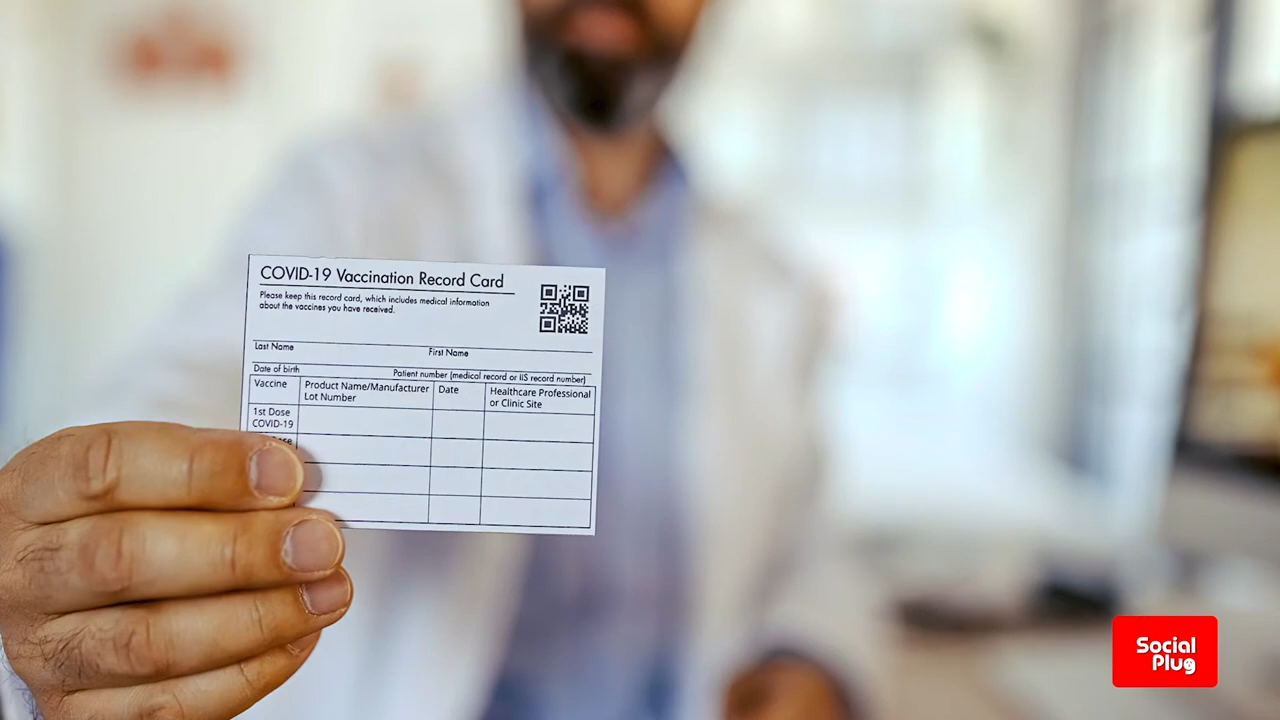 COVID-19 Vaccination Record Card
Please keep this record card, which includes medical information
about the vaccines you have received.
Last Name First Name
Date of birth Patient number (medical record or IIS record number)
Vaccine Product Name/Manufacturer Date Healthcare Professional
Lot Number or Clinic Site
1st Dose
COVID-19
Social
Plug